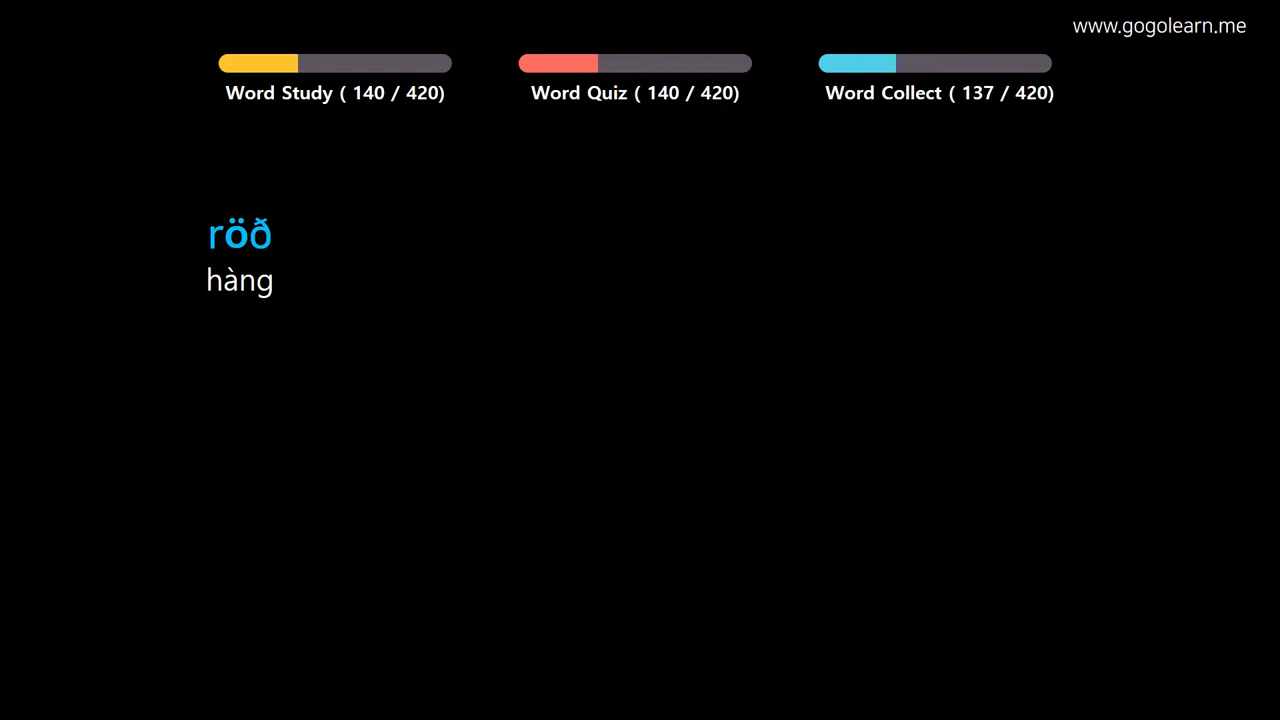 www.gogolearn.me
Word Study ( 140 / 420)
Word Quiz ( 140 / 420)
Word Collect ( 137 / 420)
röð
hàng